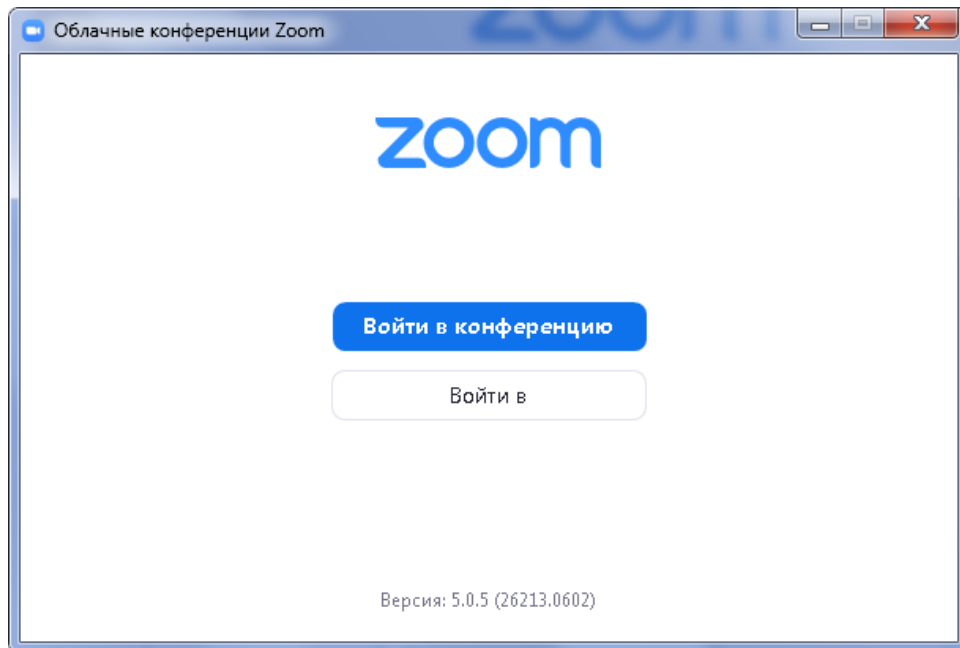 Облачные конференции Zoom
zoom
Войти в конференцию
Войти в
Версия: 5.0.5 (26213.0602)